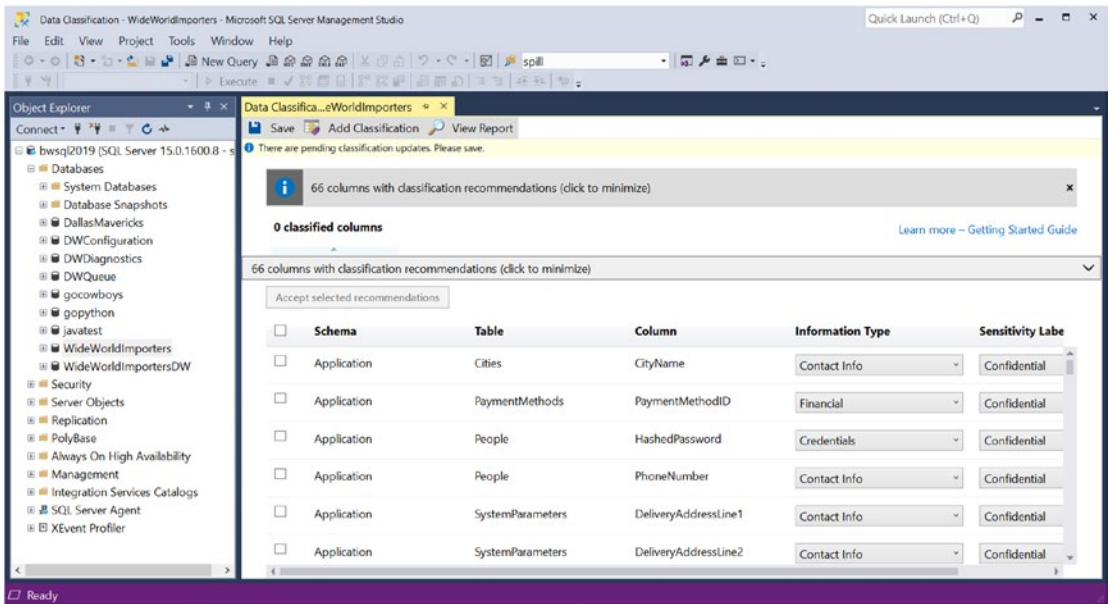 Data Classification - WideWorldImporters - Microsoft SQL Server Management Studio
Quick Launch (Ctrl+Q)
File Edit View Project Tools Window Help
New Query spill
Execute
Object Explorer
Data Classifica...eWorldImporters
Connect
Save Add Classification View Report
bwsql2019 (SQL Server 15.0.1600.8 - s
There are pending classification updates. Please save.
Databases
System Databases
Database Snapshots
DallasMavericks
DWConfiguration
DWDiagnostics
DWQueue
gocowboys
gopython
javatest
WideWorldImporters
WideWorldImportersDW
Security
Server Objects
Replication
PolyBase
Always On High Availability
Management
Integration Services Catalogs
SQL Server Agent
XEvent Profiler
66 columns with classification recommendations (click to minimize)
0 classified columns
Learn more – Getting Started Guide
66 columns with classification recommendations (click to minimize)
Accept selected recommendations
Schema Table Column Information Type Sensitivity Labe
Application Cities CityName Contact Info Confidential
Application PaymentMethods PaymentMethodID Financial Confidential
Application People HashedPassword Credentials Confidential
Application People PhoneNumber Contact Info Confidential
Application SystemParameters DeliveryAddressLine1 Contact Info Confidential
Application SystemParameters DeliveryAddressLine2 Contact Info Confidential
Ready